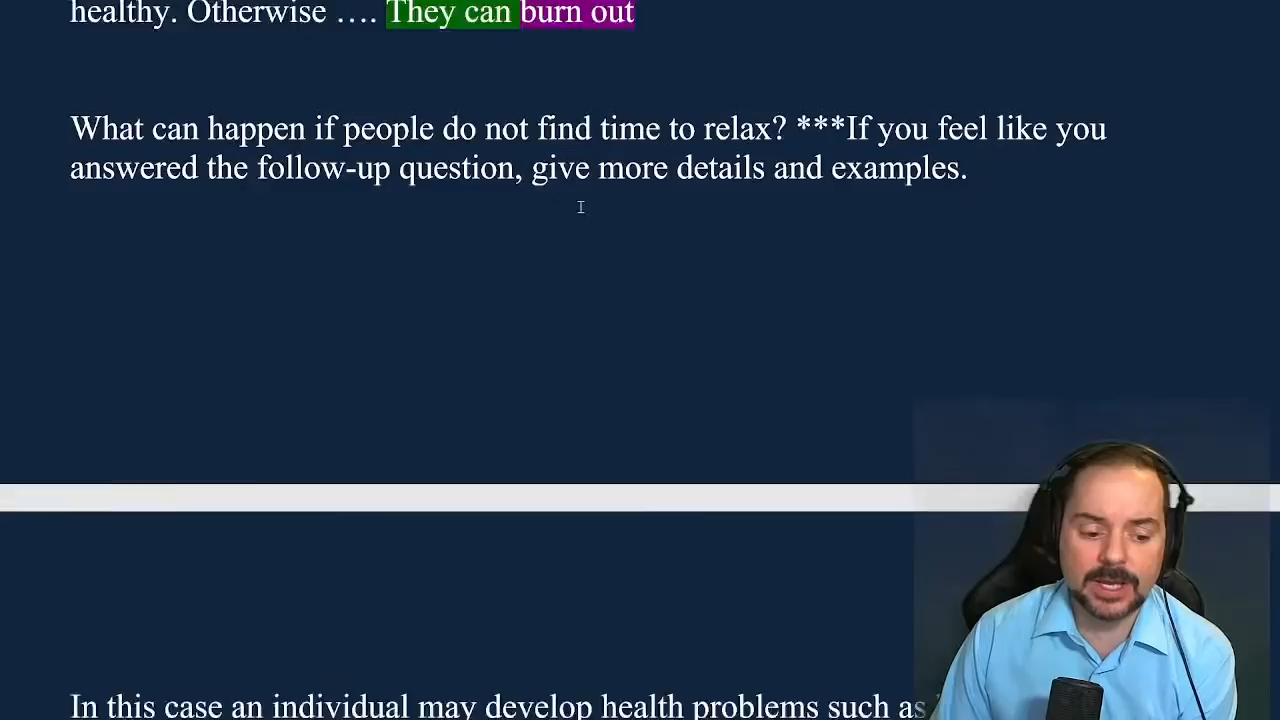 healthy. Otherwise …. They can burn out
What can happen if people do not find time to relax? ***If you feel like you
answered the follow-up question, give more details and examples.
In this case an individual may develop health problems such as